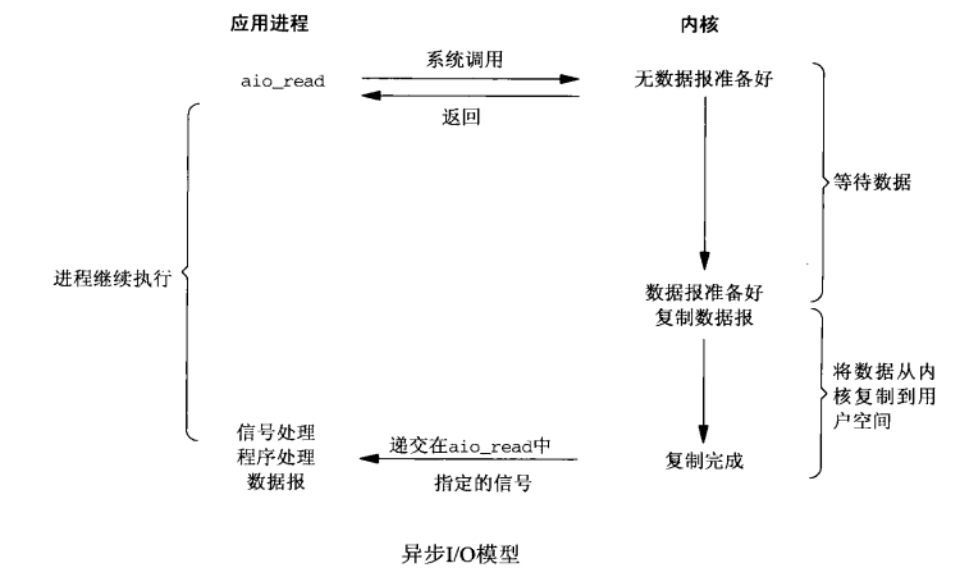 应用进程
内核
系统调用
aio_read
无数据报准备好
返回
等待数据
进程继续执行
数据报准备好
复制数据报
将数据从内
核复制到用
户空间
信号处理
程序处理
数据报
递交在aio_read中
指定的信号
复制完成
异步I/O模型